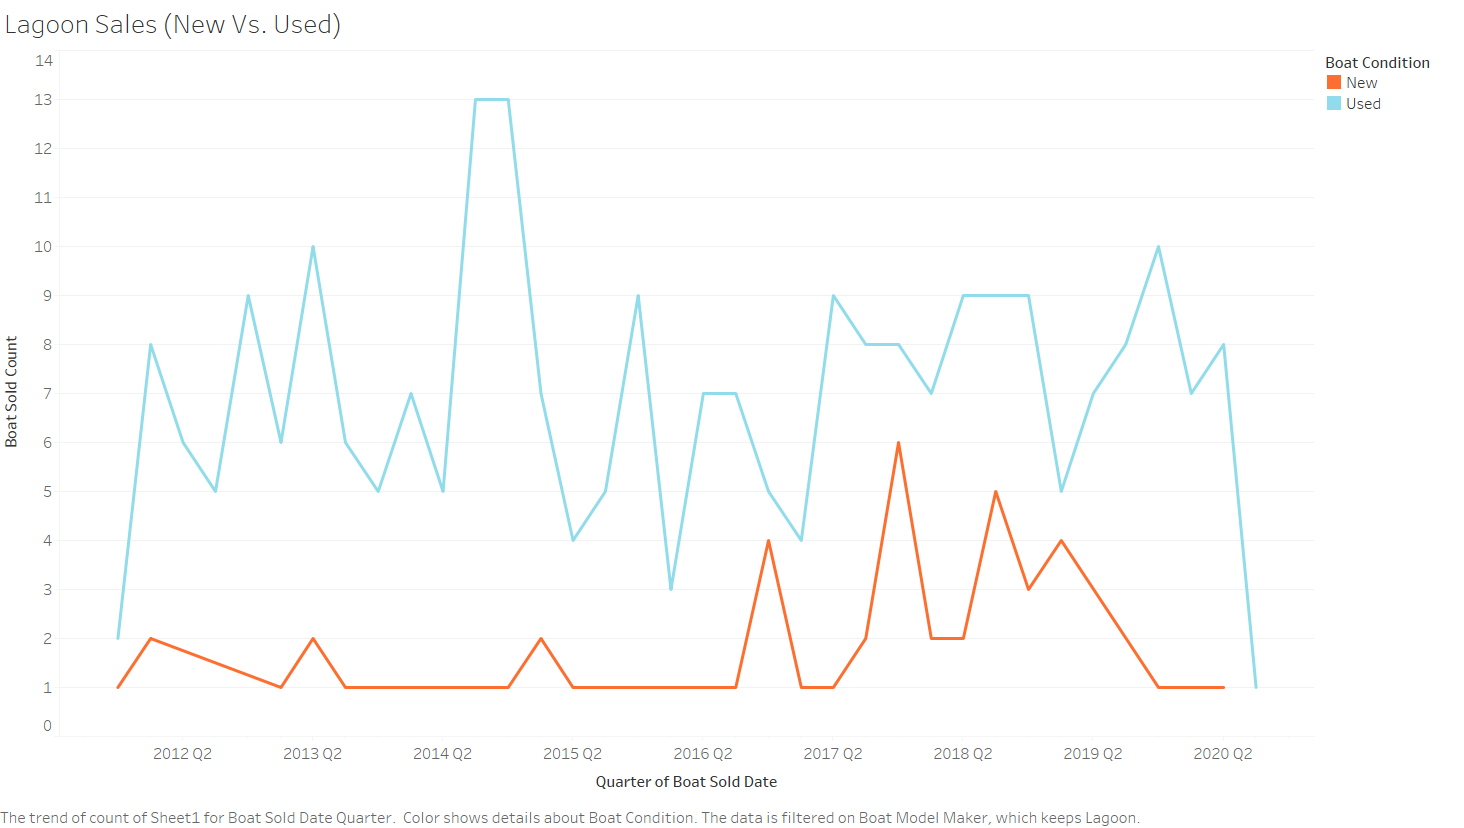 Lagoon Sales (New Vs. Used)
14
13
12
11
10
9
8
7
6
5
4
3
2
1
0
Boat Sold Count
2012 Q2 2013 Q2 2014 Q2 2015 Q2 2016 Q2 2017 Q2 2018 Q2 2019 Q2 2020 Q2
Quarter of Boat Sold Date
Boat Condition
New
Used
The trend of count of Sheet1 for Boat Sold Date Quarter.  Color shows details about Boat Condition. The data is filtered on Boat Model Maker, which keeps Lagoon.